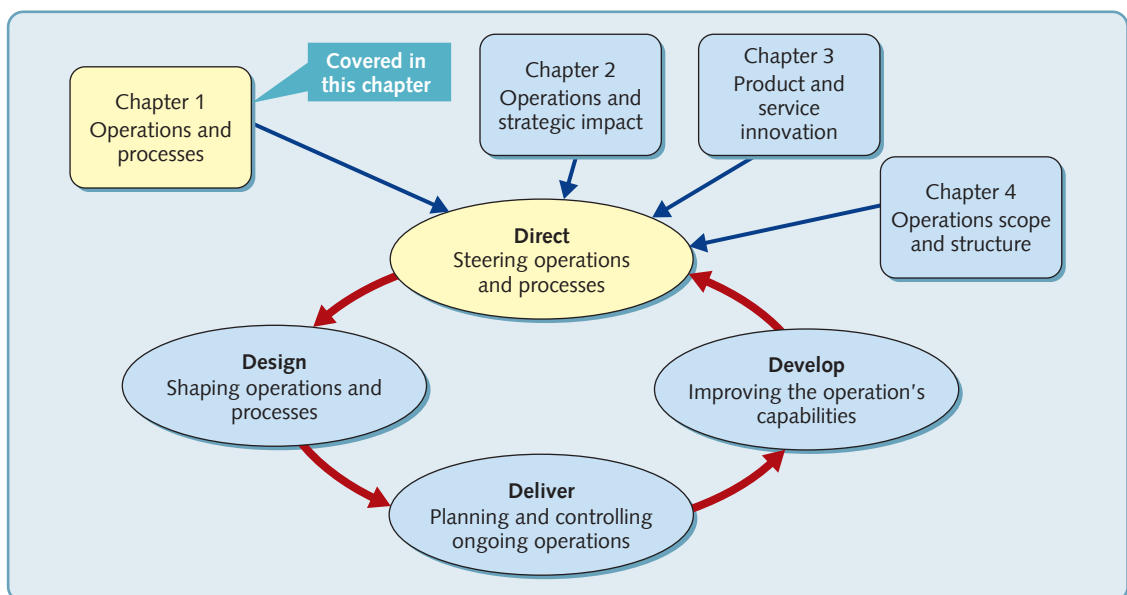 Chapter 1
Operations and
processes
Covered in
this chapter
Chapter 2
Operations and
strategic impact
Chapter 3
Product and
service
innovation
Chapter 4
Operations scope
and structure
Direct
Steering operations
and processes
Design
Shaping operations and
processes
Develop
Improving the operation's
capabilities
Deliver
Planning and controlling
ongoing operations